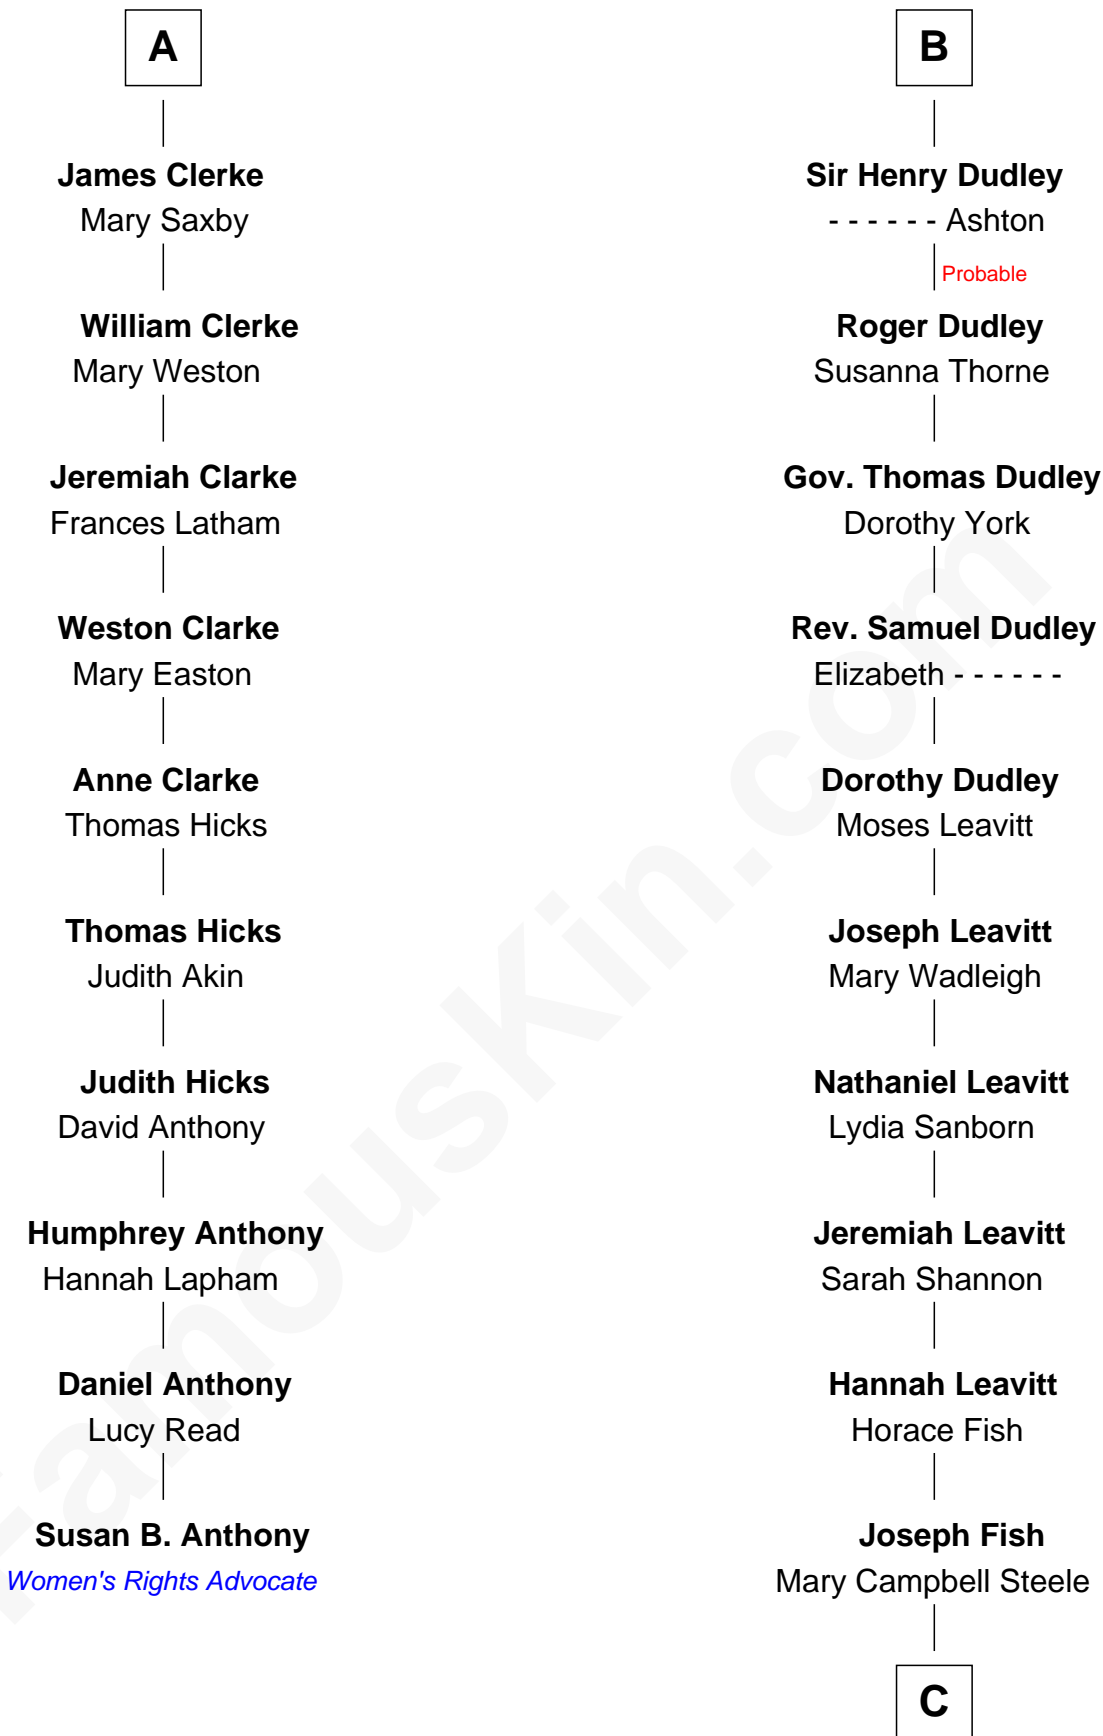 A
James Clerke
Mary Saxby
William Clerke
Mary Weston
Jeremiah Clarke
Frances Latham
Weston Clarke
Mary Easton
Anne Clarke
Thomas Hicks
Thomas Hicks
Judith Akin
Judith Hicks
David Anthony
Humphrey Anthony
Hannah Lapham
Daniel Anthony
Lucy Read
Susan B. Anthony
Women's Rights Advocate
B
Sir Henry Dudley
- - - - - - Ashton
Probable
Roger Dudley
Susanna Thorne
Gov. Thomas Dudley
Dorothy York
Rev. Samuel Dudley
Elizabeth - - - - - -
Dorothy Dudley
Moses Leavitt
Joseph Leavitt
Mary Wadleigh
Nathaniel Leavitt
Lydia Sanborn
Jeremiah Leavitt
Sarah Shannon
Hannah Leavitt
Horace Fish
Joseph Fish
Mary Campbell Steele
C
FamousKin.com